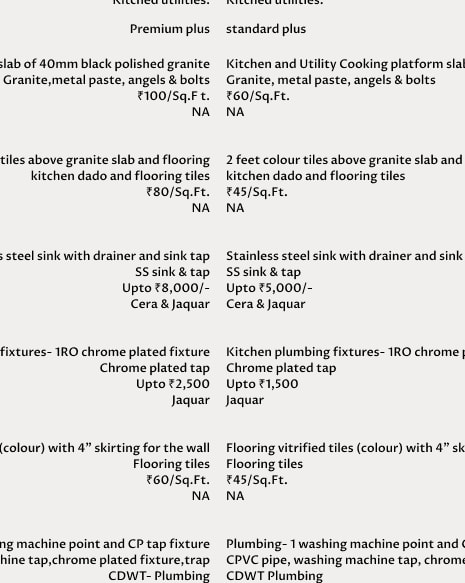 Kitchen utilities. Kitchen utilities.
Premium plus standard plus
slab of 40mm black polished granite Kitchen and Utility Cooking platform slab
Granite,metal paste, angels & bolts Granite, metal paste, angels & bolts
₹100/Sq.F t. ₹60/Sq.Ft.
NA NA
tiles above granite slab and flooring 2 feet colour tiles above granite slab and
kitchen dado and flooring tiles kitchen dado and flooring tiles
₹80/Sq.Ft. ₹45/Sq.Ft.
NA NA
steel sink with drainer and sink tap Stainless steel sink with drainer and sink
SS sink & tap SS sink & tap
Upto ₹8,000/- Upto ₹5,000/-
Cera & Jaquar Cera & Jaquar
fixtures- 1RO chrome plated fixture Kitchen plumbing fixtures- 1RO chrome
Chrome plated tap Chrome plated tap
Upto ₹2,500 Upto ₹1,500
Jaquar Jaquar
(colour) with 4” skirting for the wall Flooring vitrified tiles (colour) with 4”
Flooring tiles Flooring tiles
₹60/Sq.Ft. ₹45/Sq.Ft.
NA NA
machine point and CP tap fixture Plumbing- 1 washing machine point and
tap,chrome plated fixture,trap CPVC pipe, washing machine tap,
CDWT- Plumbing CDWT Plumbing